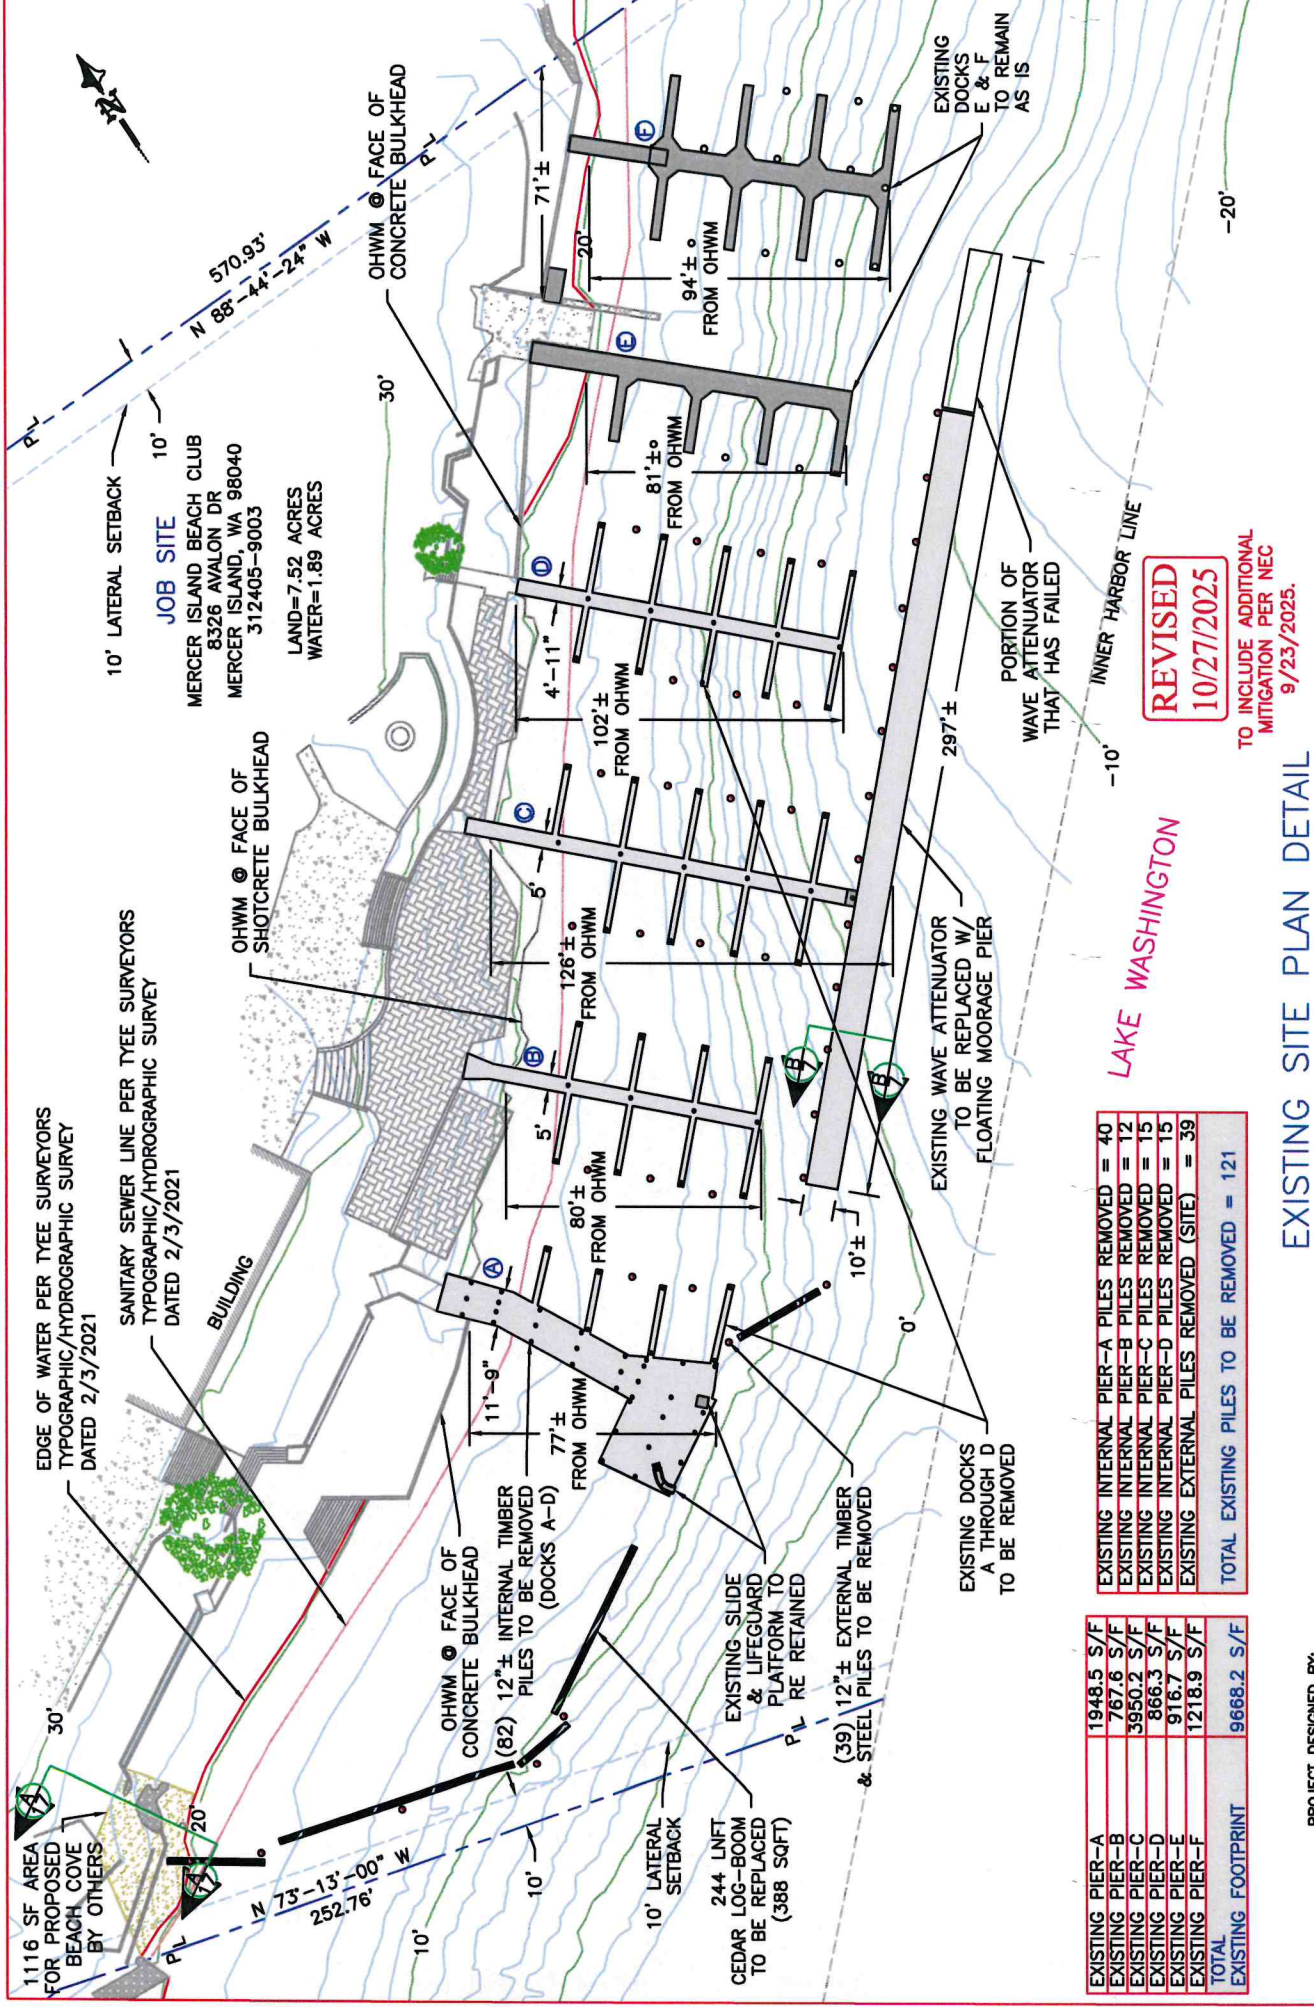 1116 SF AREA
FOR PROPOSED
BEACH COVE
BY OTHERS
EDGE OF WATER PER TYEE SURVEYORS
TYPOGRAPHIC/HYDROGRAPHIC SURVEY
DATED 2/3/2021
SANITARY SEWER LINE PER TYEE SURVEYORS
TYPOGRAPHIC/HYDROGRAPHIC SURVEY
DATED 2/3/2021
BUILDING
OHWM @ FACE OF
SHOTCRETE BULKHEAD
10' LATERAL SETBACK
10'
JOB SITE
MERCER ISLAND BEACH CLUB
8326 AVALON DR
MERCER ISLAND, WA 98040
312405-9003
LAND=7.52 ACRES
WATER=1.89 ACRES
PL
570.93'
N 88°-44'-24" W
PL
N
OHWM @ FACE OF
CONCRETE BULKHEAD
30'
30'
20'
20'
71'±
A
17
A
17
PL
N 73°-13'-00" W
252.76'
10'
10'
10' LATERAL
SETBACK
PL
244 LNFT
CEDAR LOG-BOOM
TO BE REPLACED
(388 SQFT)
OHWM @ FACE OF
CONCRETE BULKHEAD
(82) 12"± INTERNAL TIMBER
PILES TO BE REMOVED
(DOCKS A-D)
EXISTING SLIDE
& LIFEGUARD
PLATFORM TO
RE RETAINED
(39) 12"± EXTERNAL TIMBER
& STEEL PILES TO BE REMOVED
EXISTING DOCKS
A THROUGH D
TO BE REMOVED
A
11'-9"
77'±
FROM OHWM
B
5'
80'±
FROM OHWM
C
5'
126'±
FROM OHWM
D
4'-11"
102'±
FROM OHWM
E
81'±
FROM OHWM
F
94'±
FROM OHWM
EXISTING
DOCKS
E & F
TO REMAIN
AS IS
10'±
0'
B
7
B
7
297'±
EXISTING WAVE ATTENUATOR
TO BE REPLACED W/
FLOATING MOORAGE PIER
PORTION OF
WAVE ATTENUATOR
THAT HAS FAILED
-10'
INNER HARBOR LINE
-20'
LAKE WASHINGTON
REVISED
10/27/2025
TO INCLUDE ADDITIONAL
MITIGATION PER NEC
9/23/2025.
EXISTING PIER-A 1948.5 S/F
EXISTING PIER-B 767.6 S/F
EXISTING PIER-C 3950.2 S/F
EXISTING PIER-D 866.3 S/F
EXISTING PIER-E 916.7 S/F
EXISTING PIER-F 1218.9 S/F
TOTAL
EXISTING FOOTPRINT 9668.2 S/F
EXISTING INTERNAL PIER-A PILES REMOVED = 40
EXISTING INTERNAL PIER-B PILES REMOVED = 12
EXISTING INTERNAL PIER-C PILES REMOVED = 15
EXISTING INTERNAL PIER-D PILES REMOVED = 15
EXISTING EXTERNAL PILES REMOVED (SITE) = 39
TOTAL EXISTING PILES TO BE REMOVED = 121
EXISTING SITE PLAN DETAIL
PROJECT DESIGNED BY: